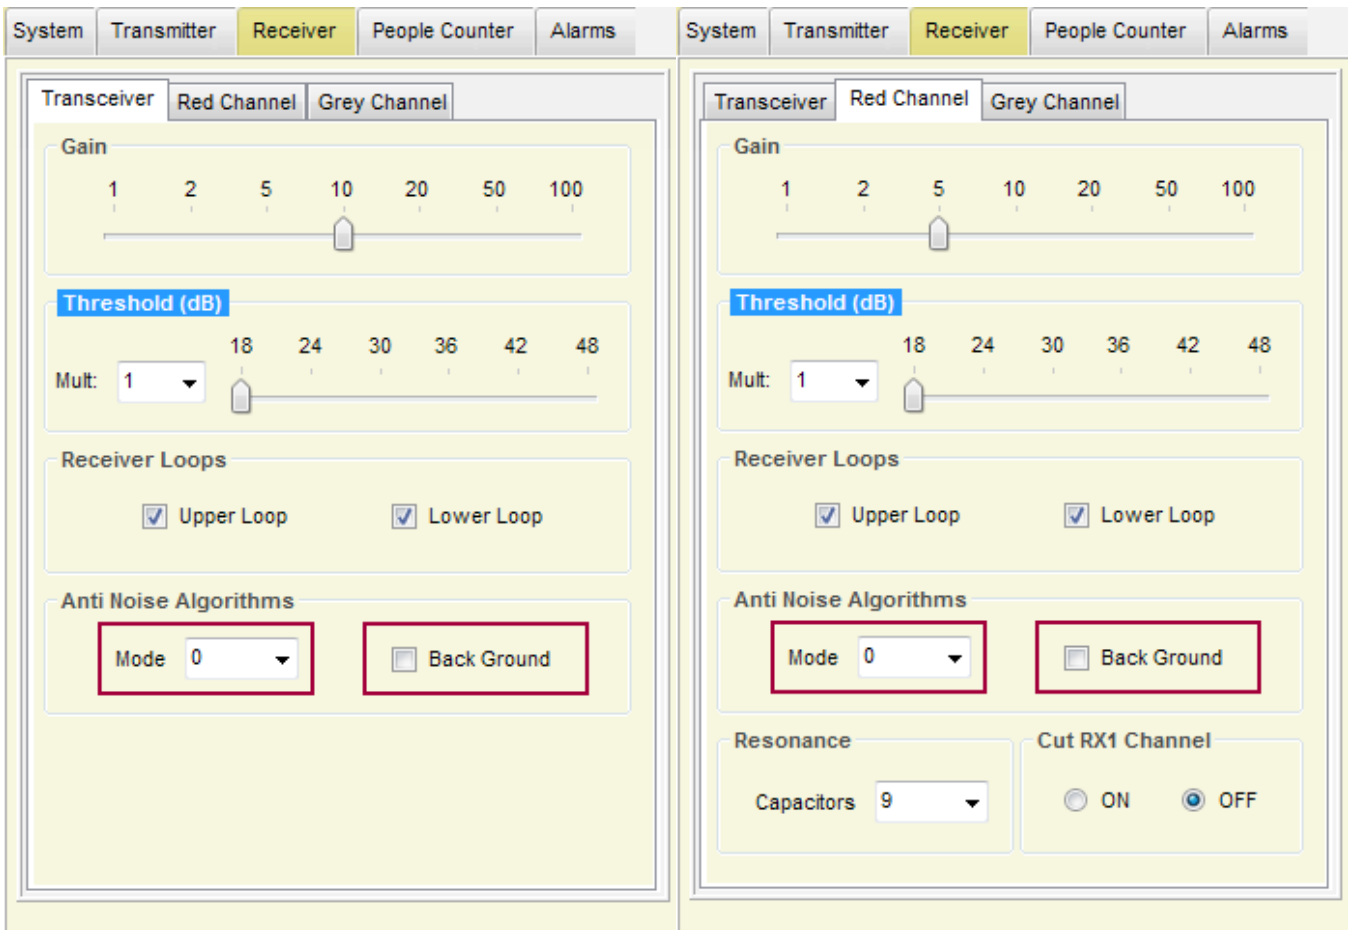 System Transmitter Receiver People Counter Alarms
Transceiver Red Channel Grey Channel
Gain
1 2 5 10 20 50 100
Threshold (dB)
18 24 30 36 42 48
Mult: 1
Receiver Loops
Upper Loop Lower Loop
Anti Noise Algorithms
Mode 0 Back Ground
System Transmitter Receiver People Counter Alarms
Transceiver Red Channel Grey Channel
Gain
1 2 5 10 20 50 100
Threshold (dB)
18 24 30 36 42 48
Mult: 1
Receiver Loops
Upper Loop Lower Loop
Anti Noise Algorithms
Mode 0 Back Ground
Resonance Cut RX1 Channel
Capacitors 9 ON OFF